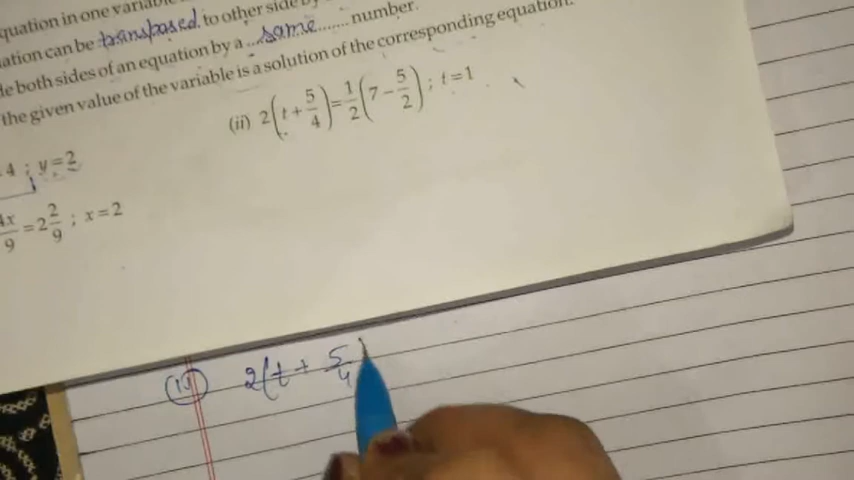 quation in one variab
ation can be transposed to other side by
le both sides of an equation by a ...same...... number.
the given value of the variable is a solution of the corresponding equation.
(ii) 2(t + 5/4) = 1/2(7 − 5/2) ; t = 1
4 ; y = 2
4x/9 = 2 2/9 ; x = 2
(ii) 2(t + 5/4)